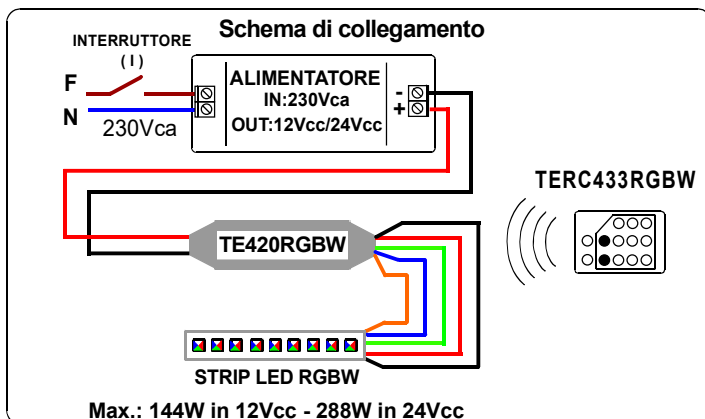 Schema di collegamento
INTERRUTTORE
( I )
F
N
230Vca
ALIMENTATORE
IN:230Vca
OUT:12Vcc/24Vcc
-
+
TERC433RGBW
TE420RGBW
STRIP LED RGBW
Max.: 144W in 12Vcc - 288W in 24Vcc